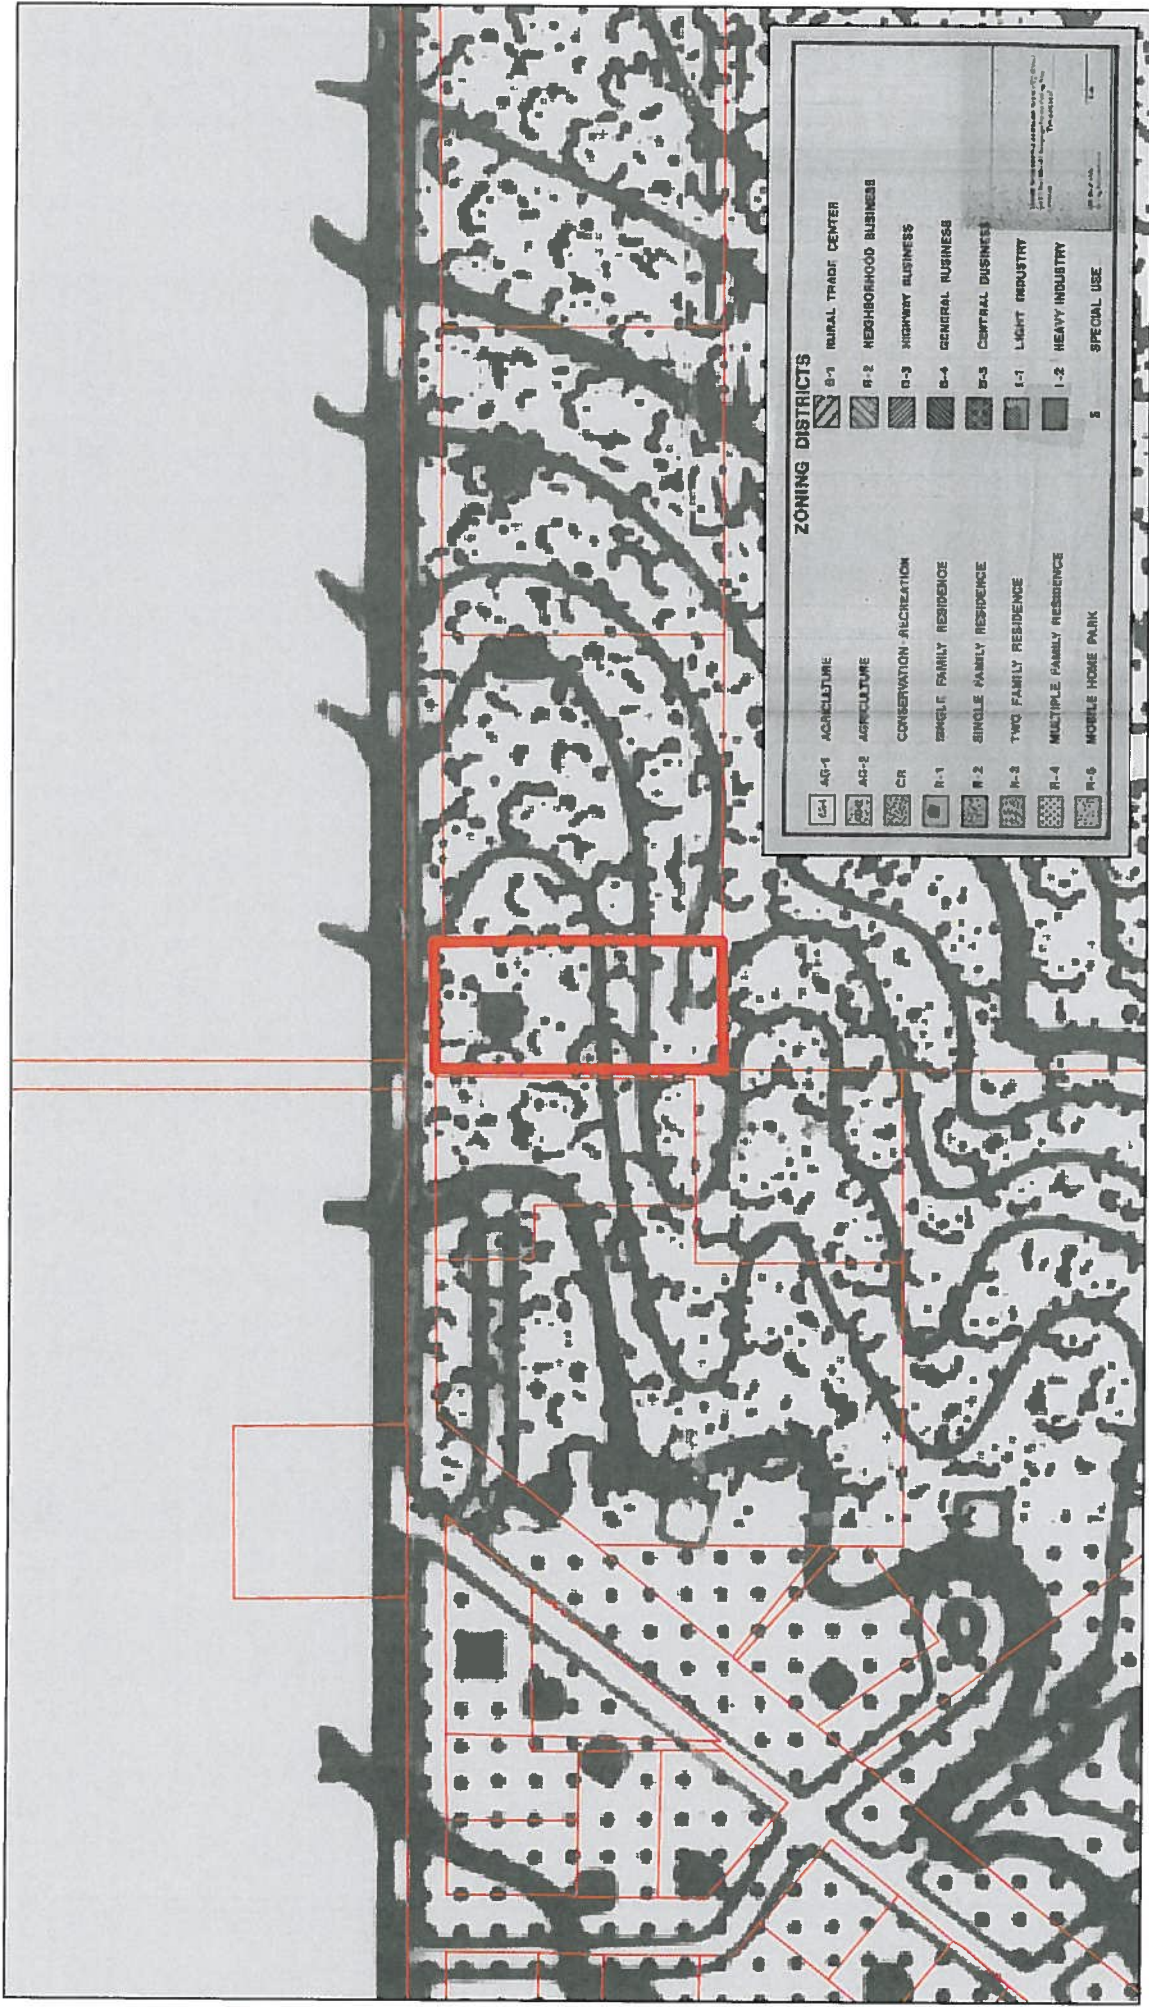 ZONING DISTRICTS
AG-1 AGRICULTURE
AG-2 AGRICULTURE
CR CONSERVATION-RECREATION
R-1 SINGLE FAMILY RESIDENCE
R-2 SINGLE FAMILY RESIDENCE
R-3 TWO FAMILY RESIDENCE
R-4 MULTIPLE FAMILY RESIDENCE
R-5 MOBILE HOME PARK
B-1 RURAL TRADE CENTER
B-2 NEIGHBORHOOD BUSINESS
B-3 HIGHWAY BUSINESS
B-4 GENERAL BUSINESS
B-5 CENTRAL BUSINESS
I-1 LIGHT INDUSTRY
I-2 HEAVY INDUSTRY
S SPECIAL USE